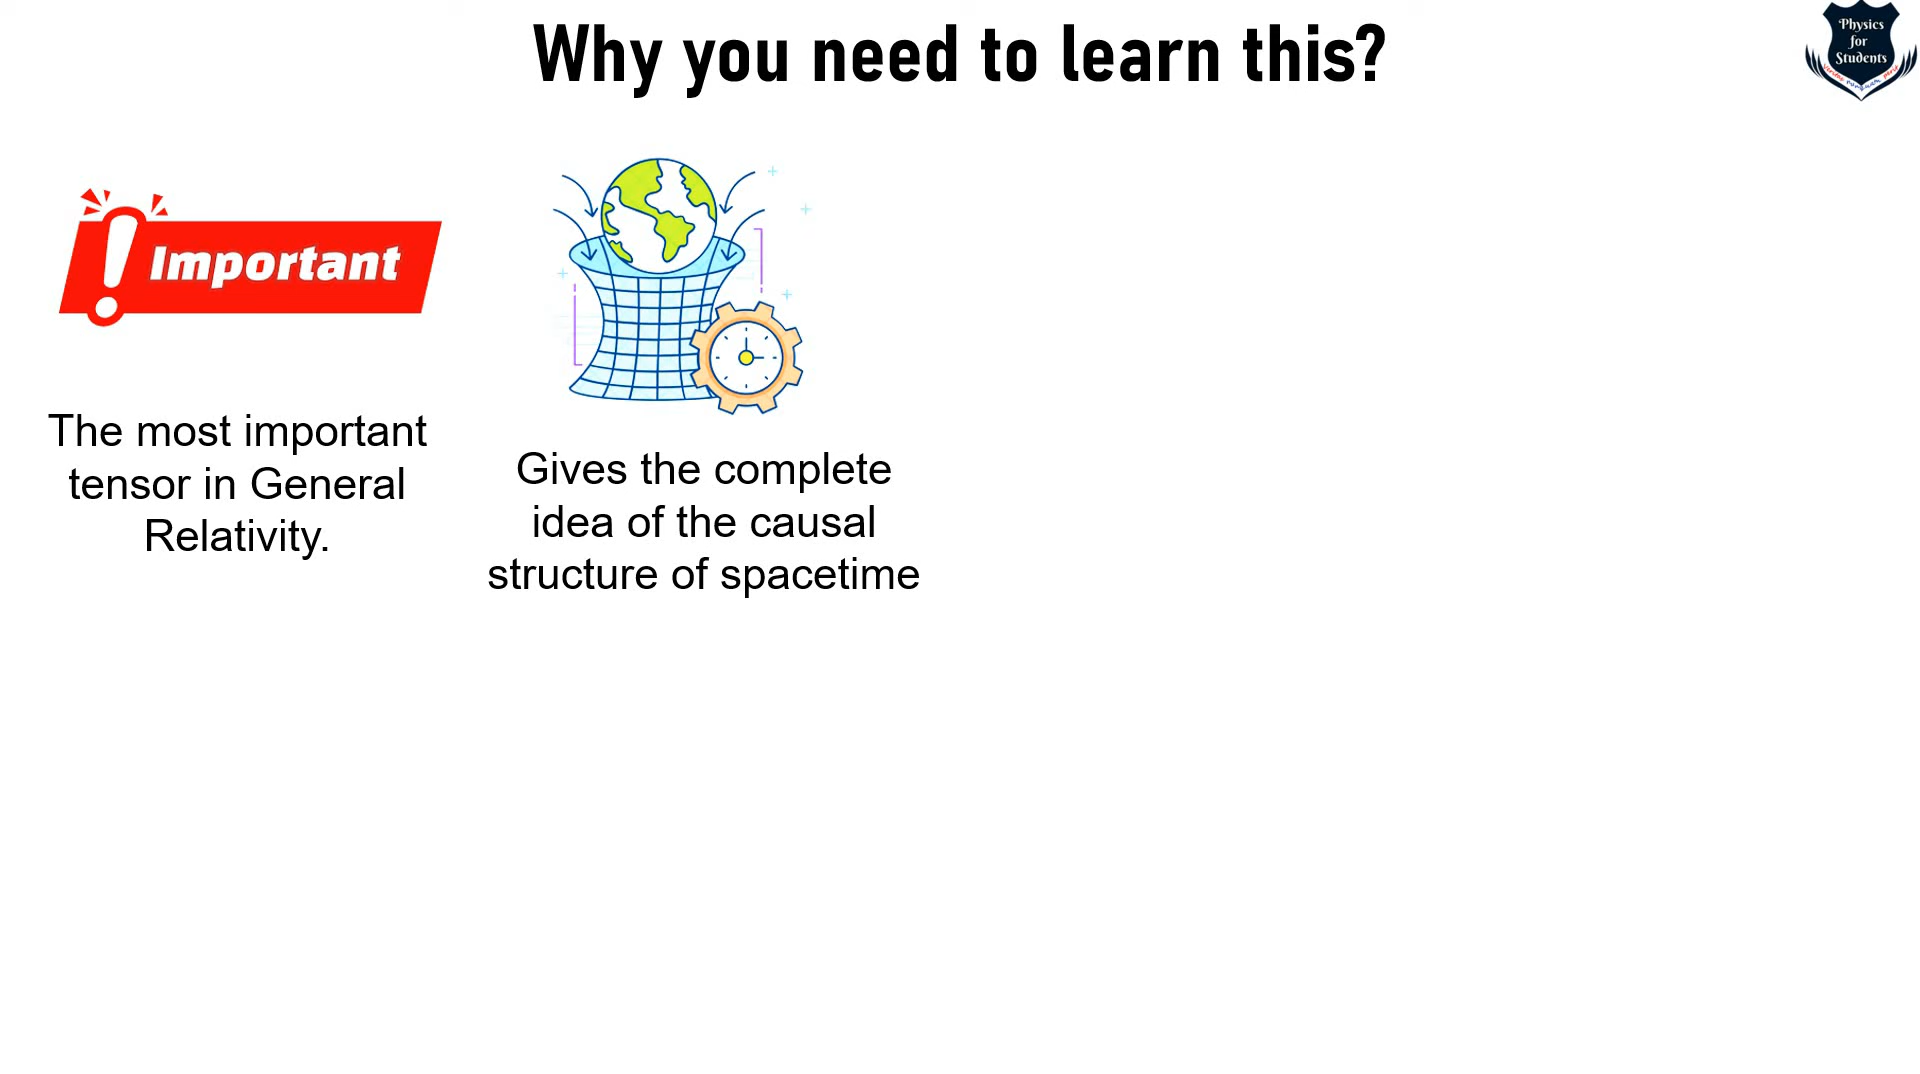 Why you need to learn this?
Physics
for
Students
Important
The most important
tensor in General
Relativity.
Gives the complete
idea of the causal
structure of spacetime